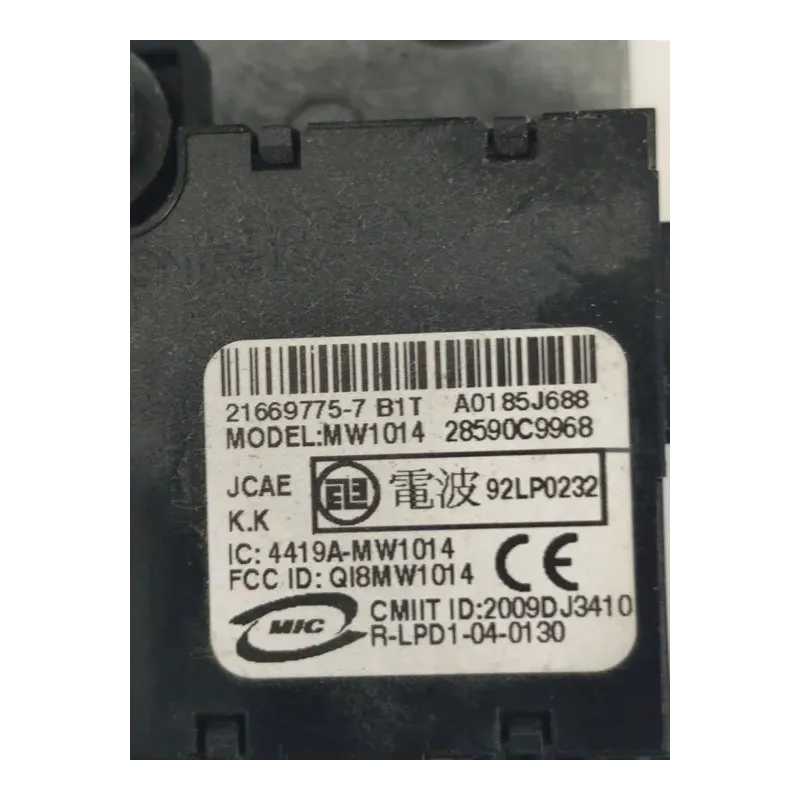 21669775-7 B1T A0185J688
MODEL:MW1014 28590C9968
JCAE
K.K
電波 92LP0232
IC: 4419A-MW1014
FCC ID: QI8MW1014
CE
MIC
CMIIT ID:2009DJ3410
R-LPD1-04-0130